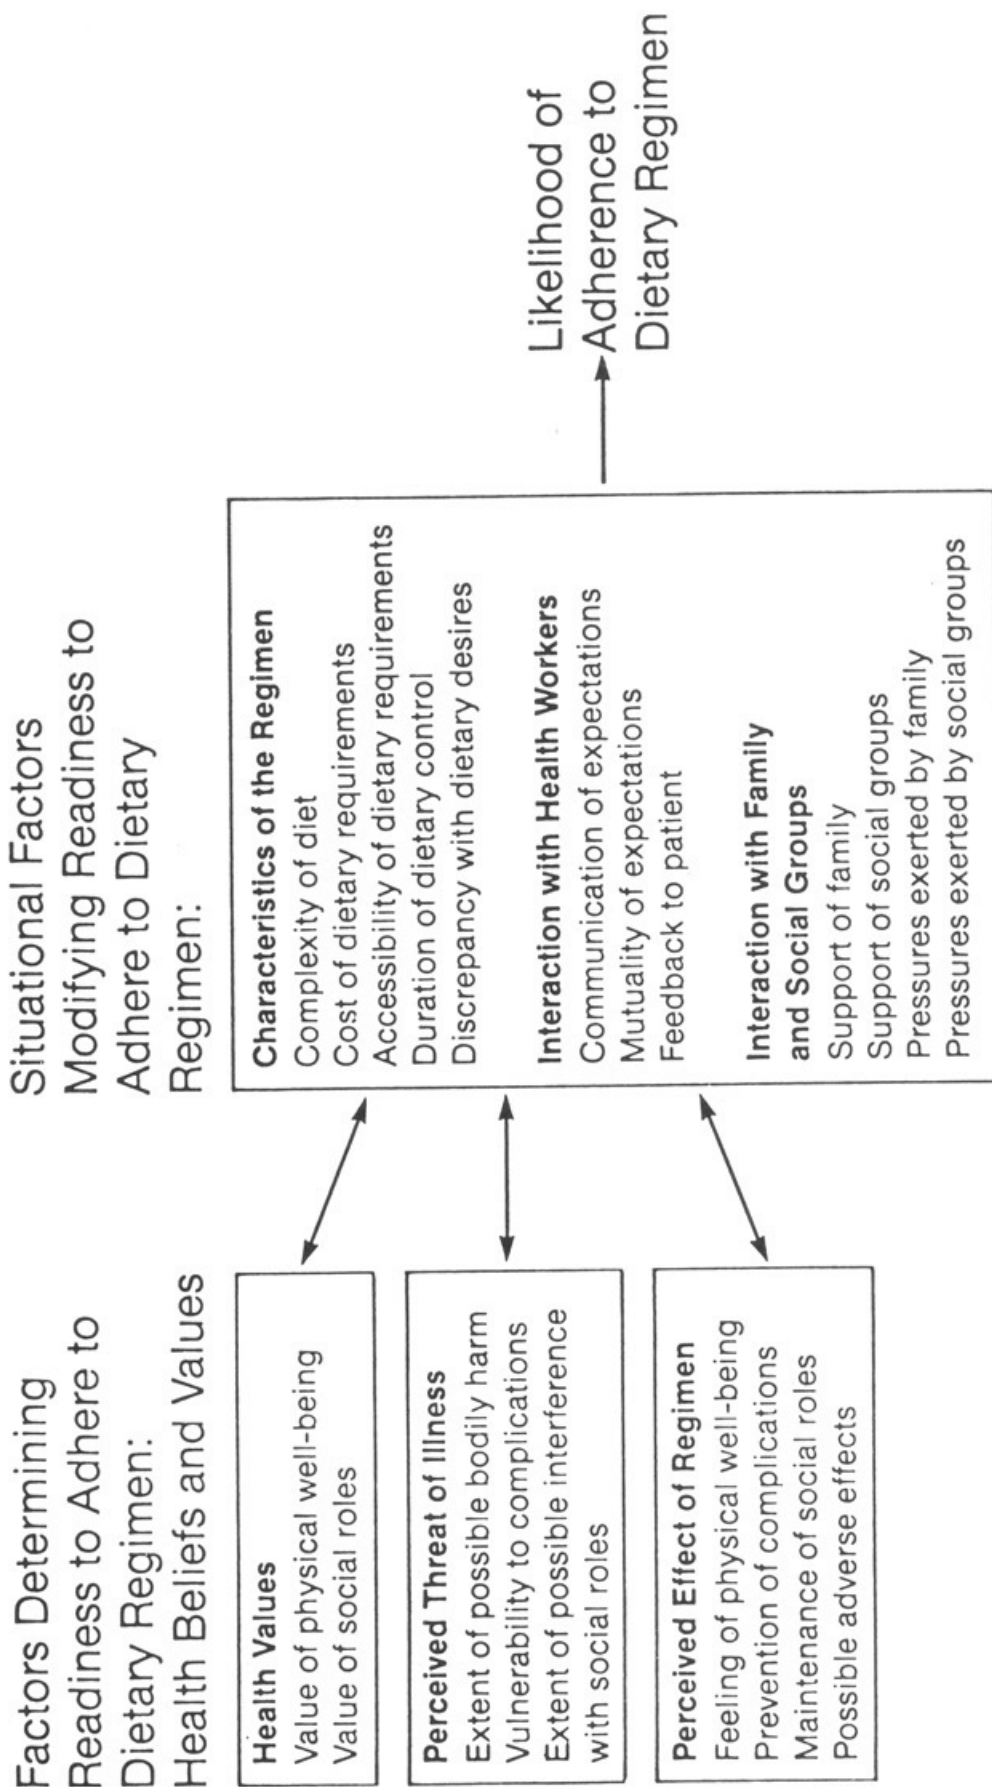 Factors Determining
Readiness to Adhere to
Dietary Regimen:
Health Beliefs and Values
Health Values
Value of physical well-being
Value of social roles
Perceived Threat of Illness
Extent of possible bodily harm
Vulnerability to complications
Extent of possible interference
with social roles
Perceived Effect of Regimen
Feeling of physical well-being
Prevention of complications
Maintenance of social roles
Possible adverse effects
Situational Factors
Modifying Readiness to
Adhere to Dietary
Regimen:
Characteristics of the Regimen
Complexity of diet
Cost of dietary requirements
Accessibility of dietary requirements
Duration of dietary control
Discrepancy with dietary desires
Interaction with Health Workers
Communication of expectations
Mutuality of expectations
Feedback to patient
Interaction with Family
and Social Groups
Support of family
Support of social groups
Pressures exerted by family
Pressures exerted by social groups
Likelihood of
Adherence to
Dietary Regimen